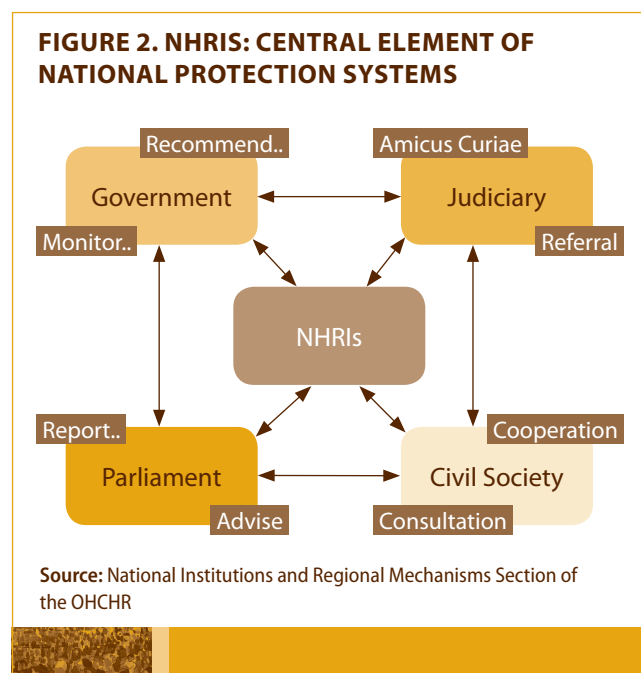 FIGURE 2. NHRIS: CENTRAL ELEMENT OF
NATIONAL PROTECTION SYSTEMS
Recommend..
Government
Monitor..
Amicus Curiae
Judiciary
Referral
NHRIs
Report..
Parliament
Advise
Cooperation
Civil Society
Consultation
Source: National Institutions and Regional Mechanisms Section of
the OHCHR